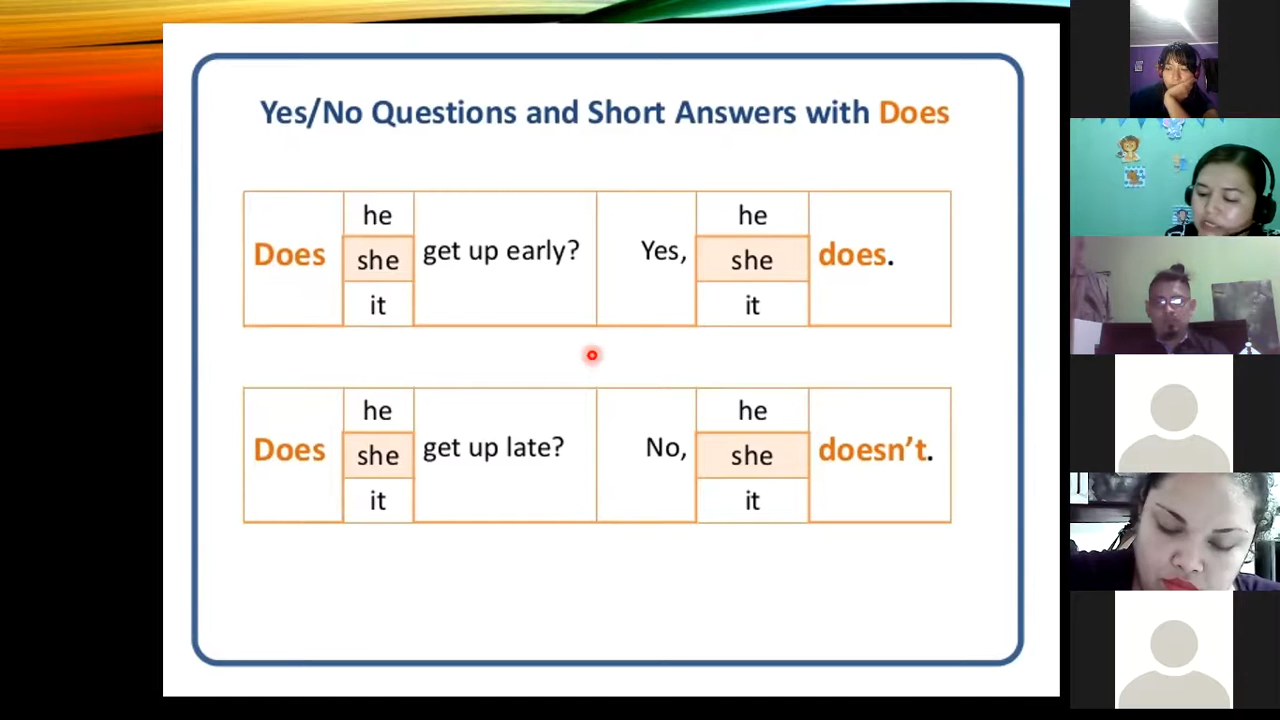 Yes/No Questions and Short Answers with Does
he he
Does she get up early? Yes, she does.
it it
he he
Does she get up late? No, she doesn't.
it it